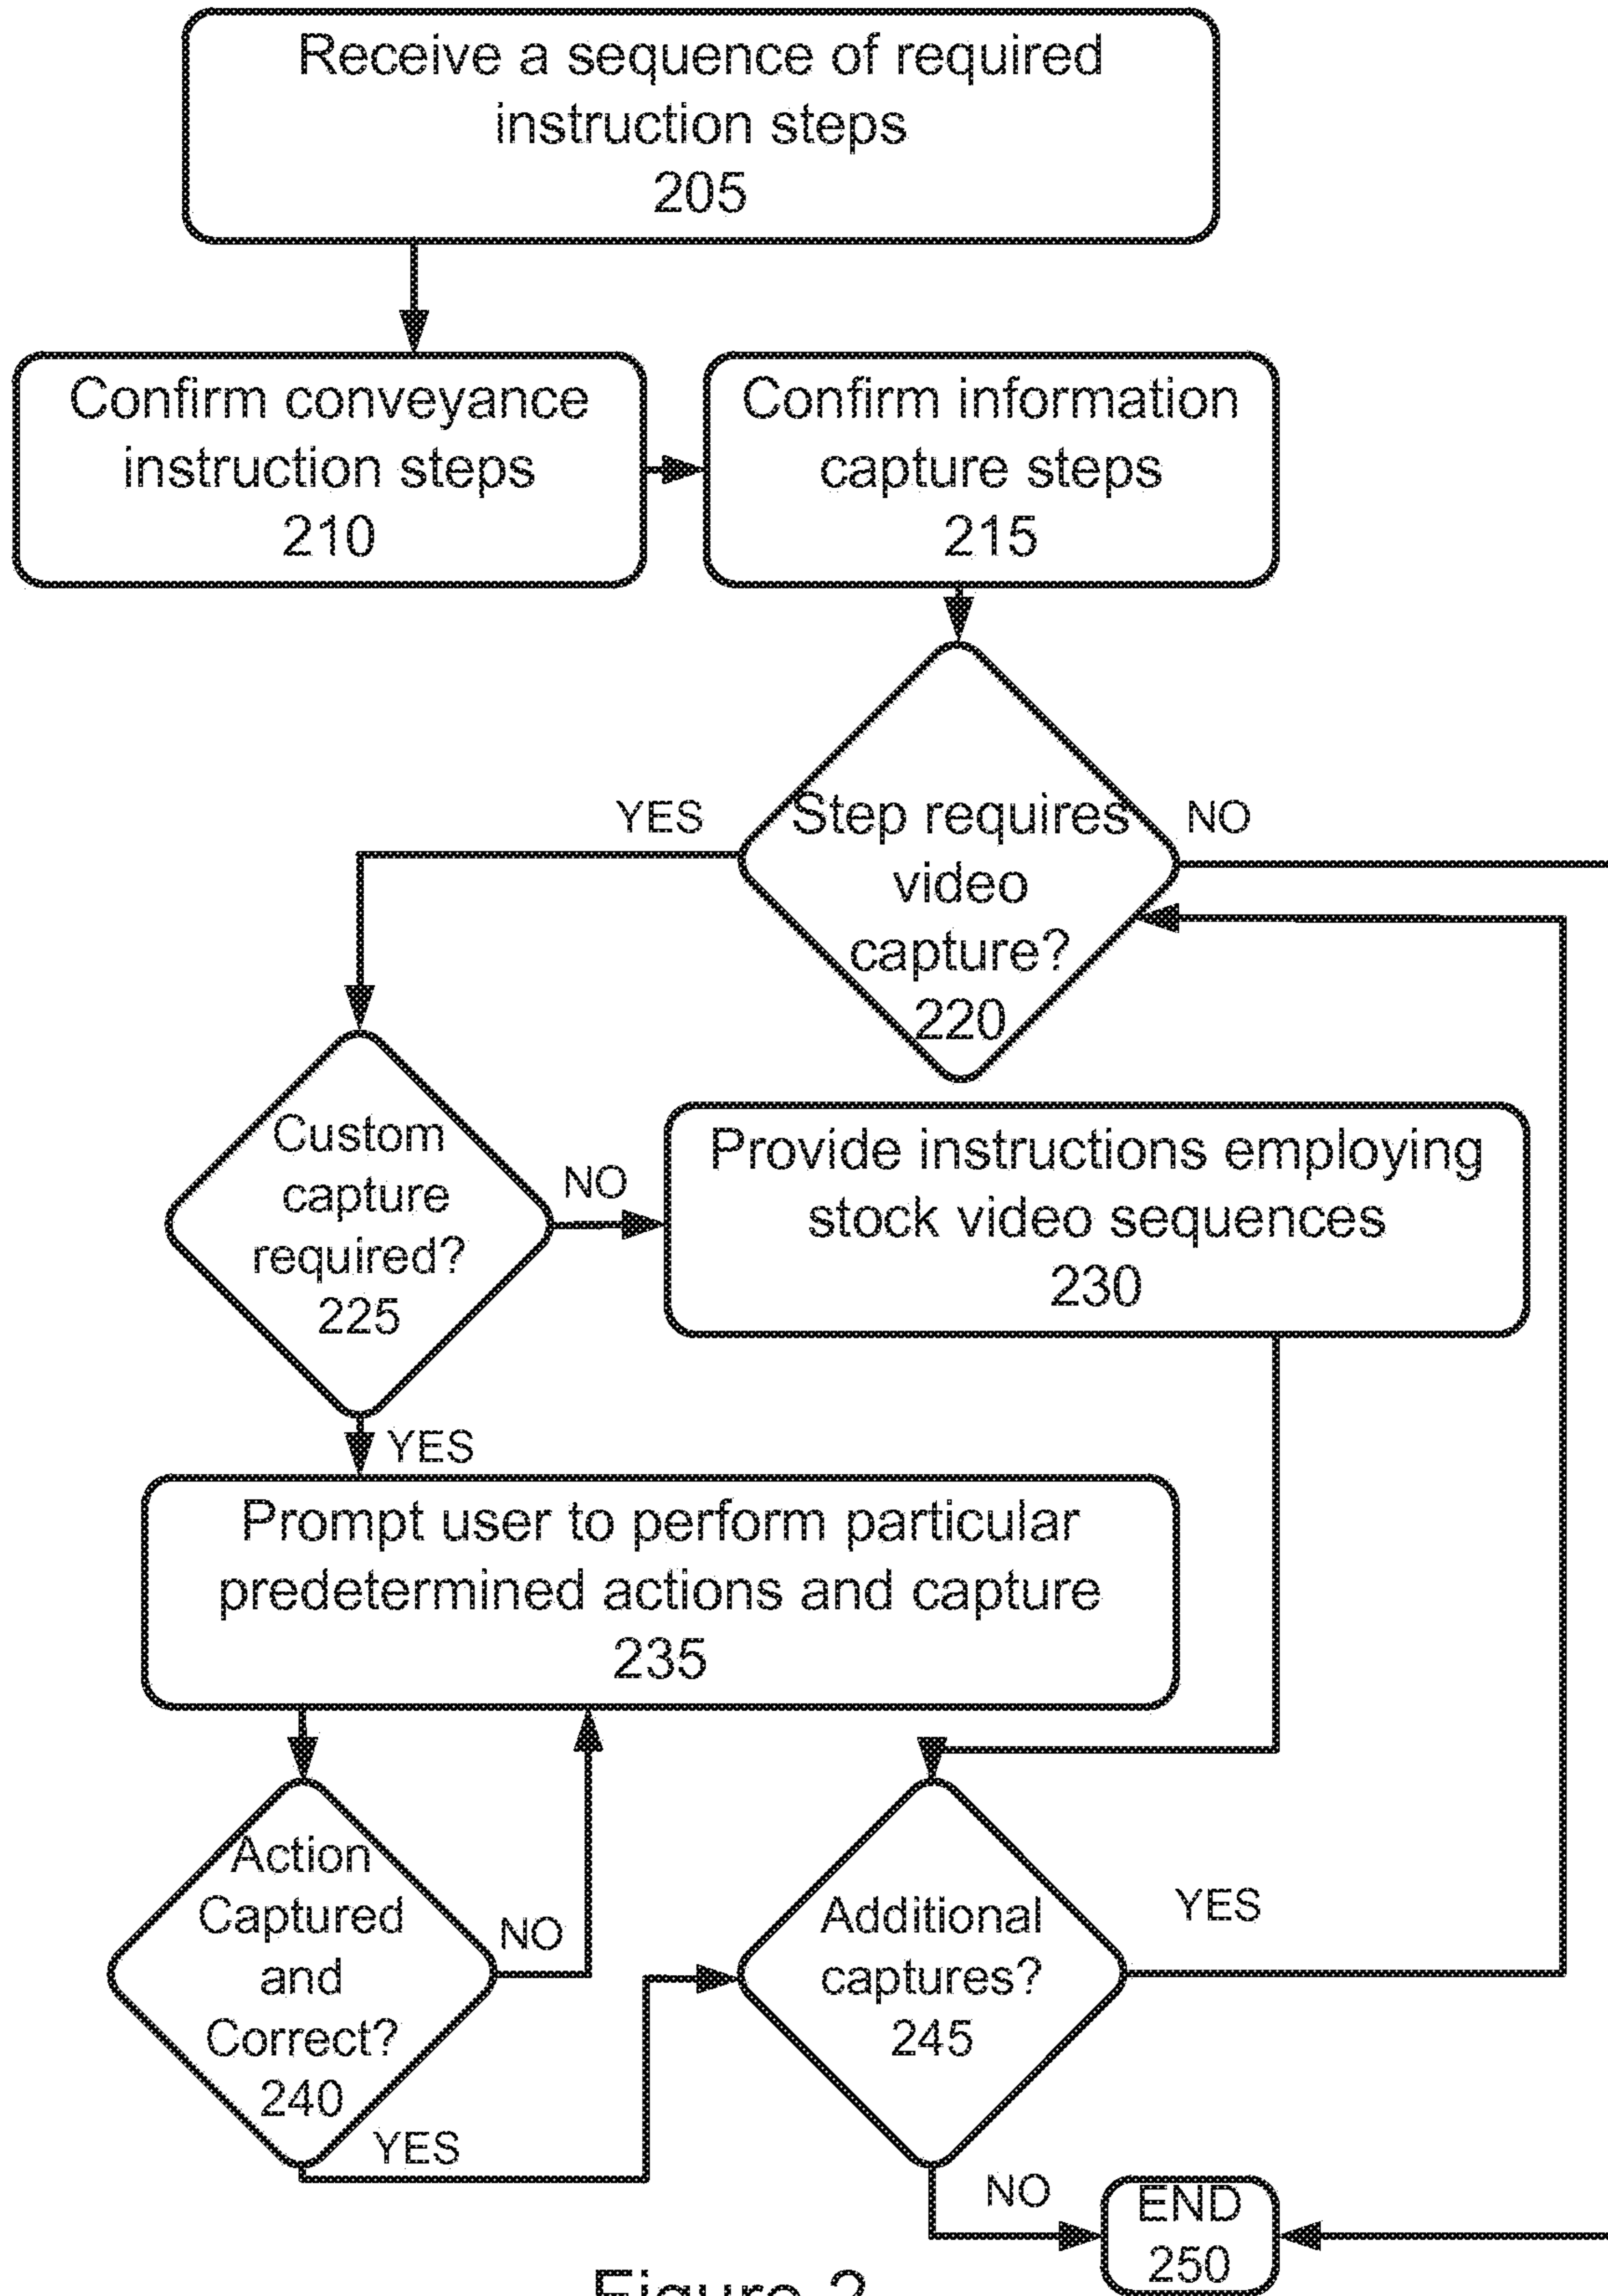 Receive a sequence of required
instruction steps
205
Confirm conveyance
instruction steps
210
Confirm information
capture steps
215
Step requires
video
capture?
220
YES
NO
Custom
capture
required?
225
NO
YES
Provide instructions employing
stock video sequences
230
Prompt user to perform particular
predetermined actions and capture
235
Action
Captured
and
Correct?
240
NO
YES
Additional
captures?
245
YES
NO
END
250
Figure 2